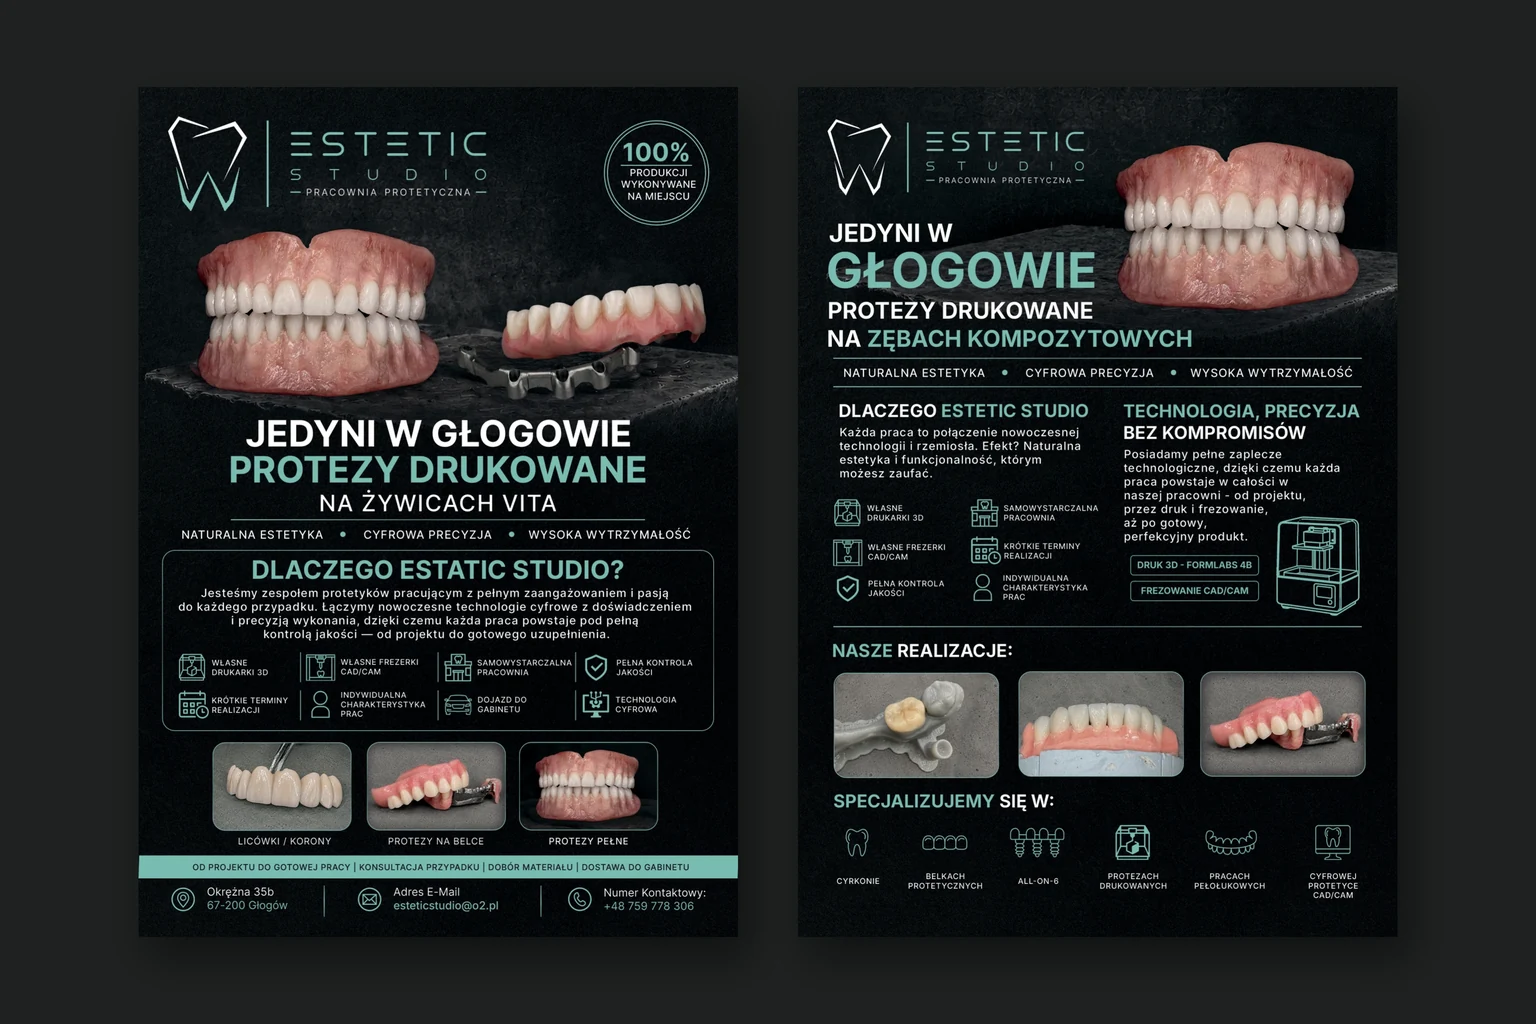 ESTETIC
STUDIO
PRACOWNIA PROTETYCZNA
100%
PRODUKCJI
WYKONYWANE
NA MIEJSCU
JEDYNI W GŁOGOWIE
PROTEZY DRUKOWANE
NA ŻYWICACH VITA
NATURALNA ESTETYKA • CYFROWA PRECYZJA • WYSOKA WYTRZYMAŁOŚĆ
DLACZEGO ESTATIC STUDIO?
Jesteśmy zespołem protetyków pracującym z pełnym zaangażowaniem i pasją
do każdego przypadku. Łączymy nowoczesne technologie cyfrowe z doświadczeniem
i precyzją wykonania, dzięki czemu każda praca powstaje pod pełną
kontrolą jakości — od projektu do gotowego uzupełnienia.
WŁASNE
DRUKARKI 3D
WŁASNE FREZERKI
CAD/CAM
SAMOWYSTARCZALNA
PRACOWNIA
PEŁNA KONTROLA
JAKOŚCI
KRÓTKIE TERMINY
REALIZACJI
INDYWIDUALNA
CHARAKTERYSTYKA
PRAC
DOJAZD DO
GABINETU
TECHNOLOGIA
CYFROWA
LICÓWKI / KORONY
PROTEZY NA BELCE
PROTEZY PEŁNE
OD PROJEKTU DO GOTOWEJ PRACY | KONSULTACJA PRZYPADKU | DOBÓR MATERIAŁU | DOSTAWA DO GABINETU
Okrężna 35b
67-200 Głogów
Adres E-Mail
esteticstudio@o2.pl
Numer Kontaktowy:
+48 759 778 306
ESTETIC
STUDIO
PRACOWNIA PROTETYCZNA
JEDYNI W
GŁOGOWIE
PROTEZY DRUKOWANE
NA ZĘBACH KOMPOZYTOWYCH
NATURALNA ESTETYKA • CYFROWA PRECYZJA • WYSOKA WYTRZYMAŁOŚĆ
DLACZEGO ESTETIC STUDIO
Każda praca to połączenie nowoczesnej
technologii i rzemiosła. Efekt? Naturalna
estetyka i funkcjonalność, którym
możesz zaufać.
WŁASNE
DRUKARKI 3D
SAMOWYSTARCZALNA
PRACOWNIA
WŁASNE FREZERKI
CAD/CAM
KRÓTKIE TERMINY
REALIZACJI
PEŁNA KONTROLA
JAKOŚCI
INDYWIDUALNA
CHARAKTERYSTYKA
PRAC
TECHNOLOGIA, PRECYZJA
BEZ KOMPROMISÓW
Posiadamy pełne zaplecze
technologiczne, dzięki czemu każda
praca powstaje w całości w
naszej pracowni - od projektu,
przez druk i frezowanie,
aż po gotowy,
perfekcyjny produkt.
DRUK 3D - FORMLABS 4B
FREZOWANIE CAD/CAM
NASZE REALIZACJE:
SPECJALIZUJEMY SIĘ W:
CYRKONIE
BELKACH
PROTETYCZNYCH
ALL-ON-6
PROTEZACH
DRUKOWANYCH
PRACACH
PEŁOŁUKOWYCH
CYFROWEJ
PROTETYCE
CAD/CAM